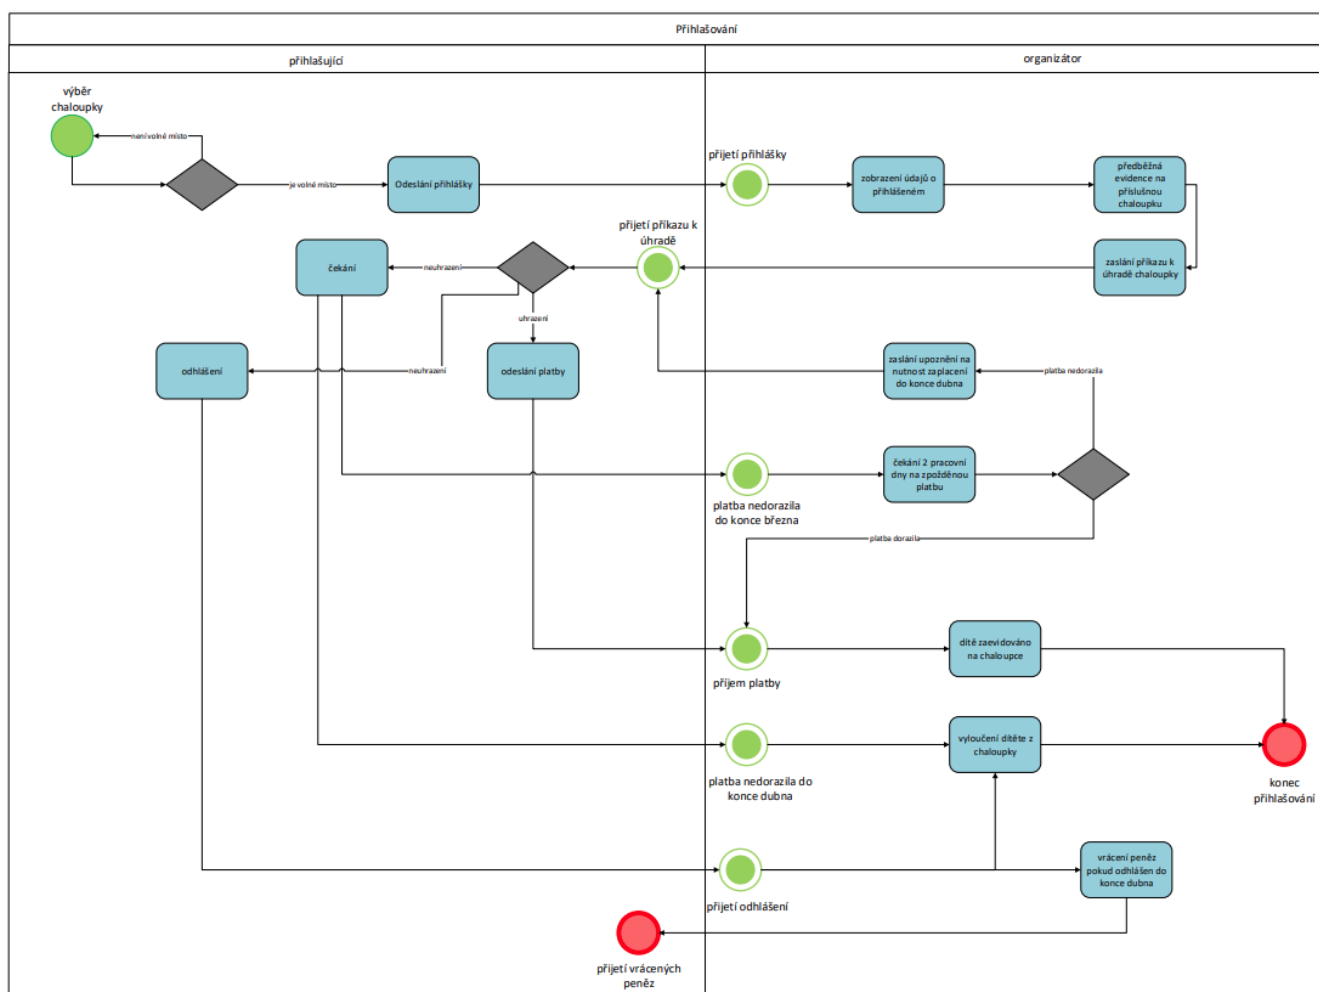 Přihlašování
přihlašující
organizátor
výběr
chaloupky
není volné místo
je volné místo
Odeslání přihlášky
přijetí přihlášky
zobrazení údajů o
přihlášeném
předběžná
evidence na
příslušnou
chaloupku
přijetí příkazu k
úhradě
čekání
neuhrazení
zaslání příkazu k
úhradě chaloupky
uhrazení
odhlášení
neuhrazení
odeslání platby
zaslání upoznění na
nutnost zaplacení
do konce dubna
platba nedorazila
čekání 2 pracovní
dny na zpožděnou
platbu
platba nedorazila
do konce března
platba dorazila
dítě zaevidováno
na chaloupce
příjem platby
vyloučení dítěte z
chaloupky
platba nedorazila do
konce dubna
konec
přihlašování
vrácení peněz
pokud odhlášen do
konce dubna
přijetí odhlášení
přijetí vrácených
peněz